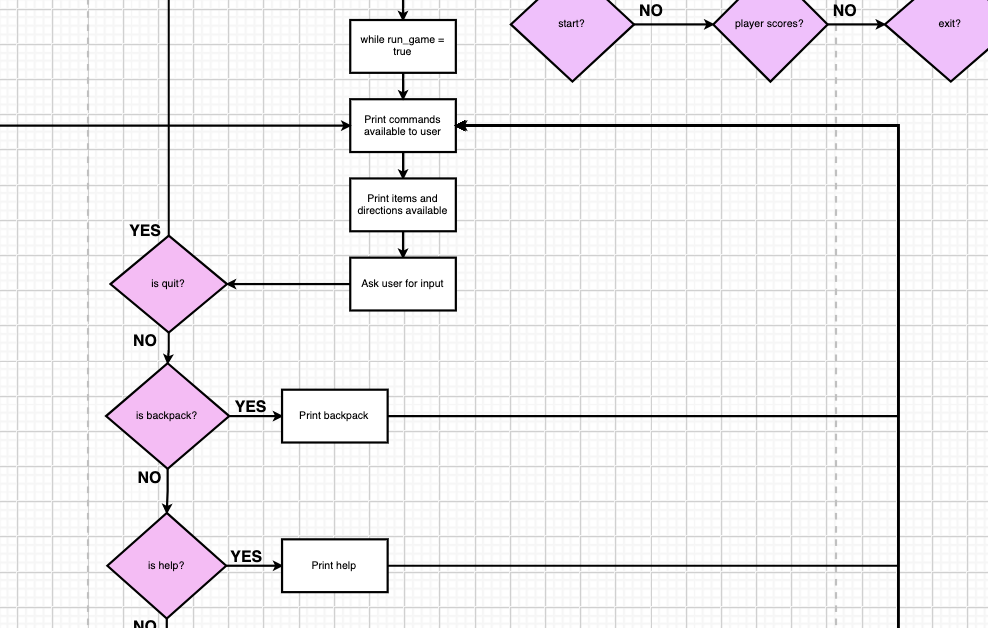 NO
NO
start?
player scores?
exit?
while run_game =
true
Print commands
available to user
Print items and
directions available
YES
is quit?
Ask user for input
NO
is backpack?
YES
Print backpack
NO
is help?
YES
Print help
NO